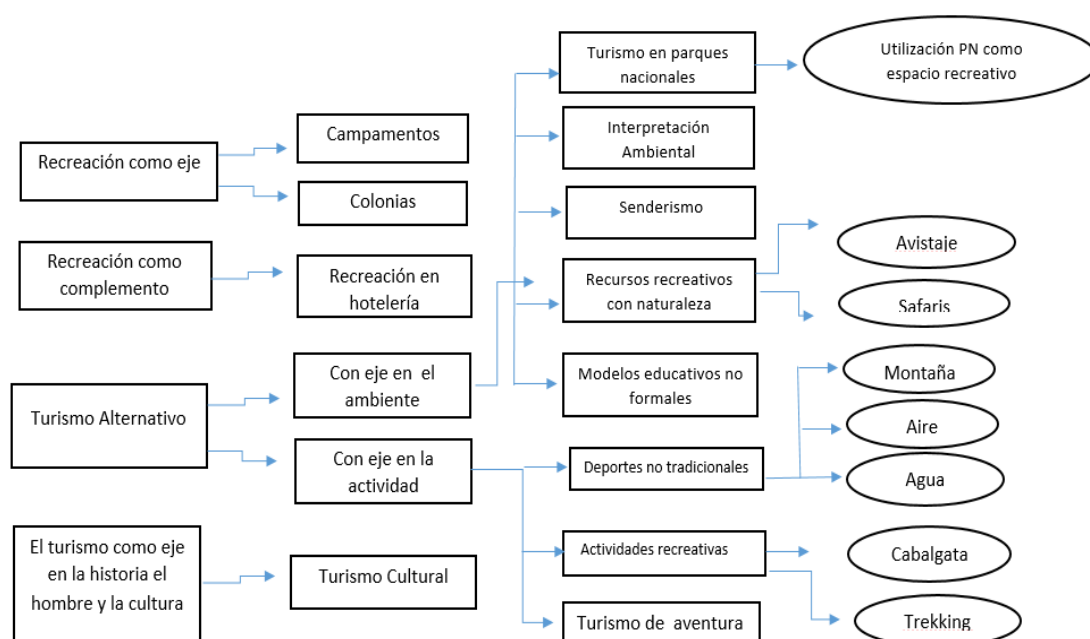 Recreación como eje
Campamentos
Colonias
Recreación como
complemento
Recreación en
hotelería
Turismo Alternativo
Con eje en el
ambiente
Con eje en la
actividad
El turismo como eje
en la historia el
hombre y la cultura
Turismo Cultural
Turismo en parques
nacionales
Utilización PN como
espacio recreativo
Interpretación
Ambiental
Senderismo
Recursos recreativos
con naturaleza
Avistaje
Safaris
Modelos educativos no
formales
Deportes no tradicionales
Montaña
Aire
Agua
Actividades recreativas
Cabalgata
Trekking
Turismo de aventura